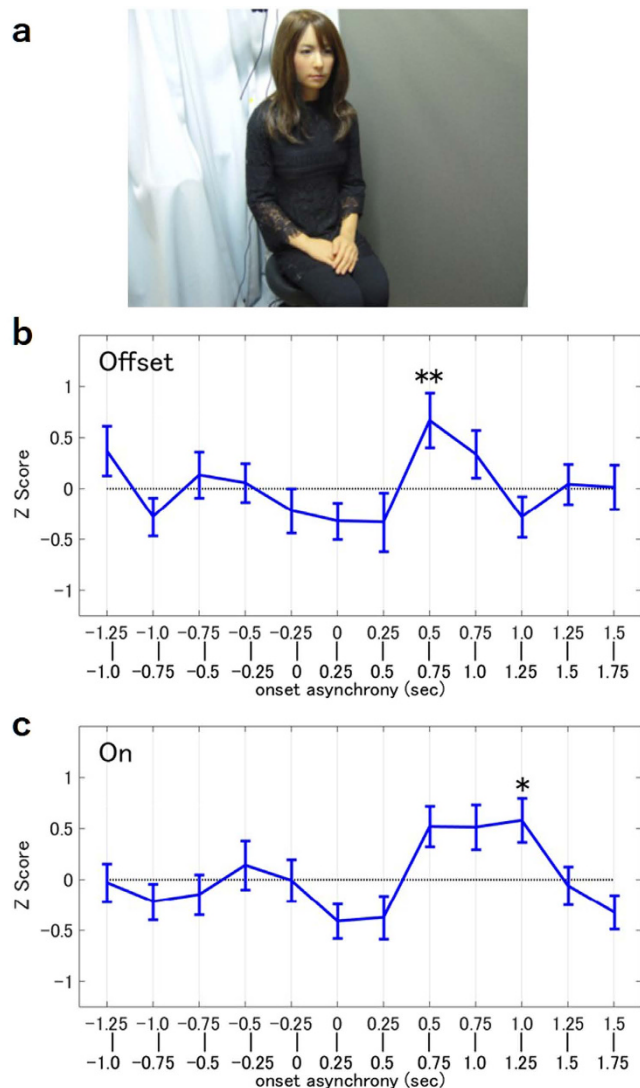 a
b
Offset
**
1
0.5
0
−0.5
−1
Z Score
−1.25 −1.0 −0.75 −0.5 −0.25 0 0.25 0.5 0.75 1.0 1.25 1.5
| | | | | | | | | | | |
−1.0 −0.75 −0.5 −0.25 0 0.25 0.5 0.75 1.0 1.25 1.5 1.75
onset asynchrony (sec)
c
On
*
1
0.5
0
−0.5
−1
Z Score
−1.25 −1.0 −0.75 −0.5 −0.25 0 0.25 0.5 0.75 1.0 1.25 1.5
| | | | | | | | | | | |
−1.0 −0.75 −0.5 −0.25 0 0.25 0.5 0.75 1.0 1.25 1.5 1.75
onset asynchrony (sec)